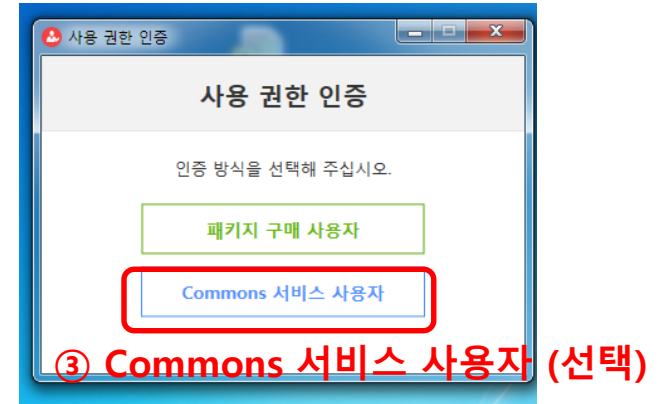 사용 권한 인증
사용 권한 인증
인증 방식을 선택해 주십시오.
패키지 구매 사용자
Commons 서비스 사용자
③ Commons 서비스 사용자 (선택)